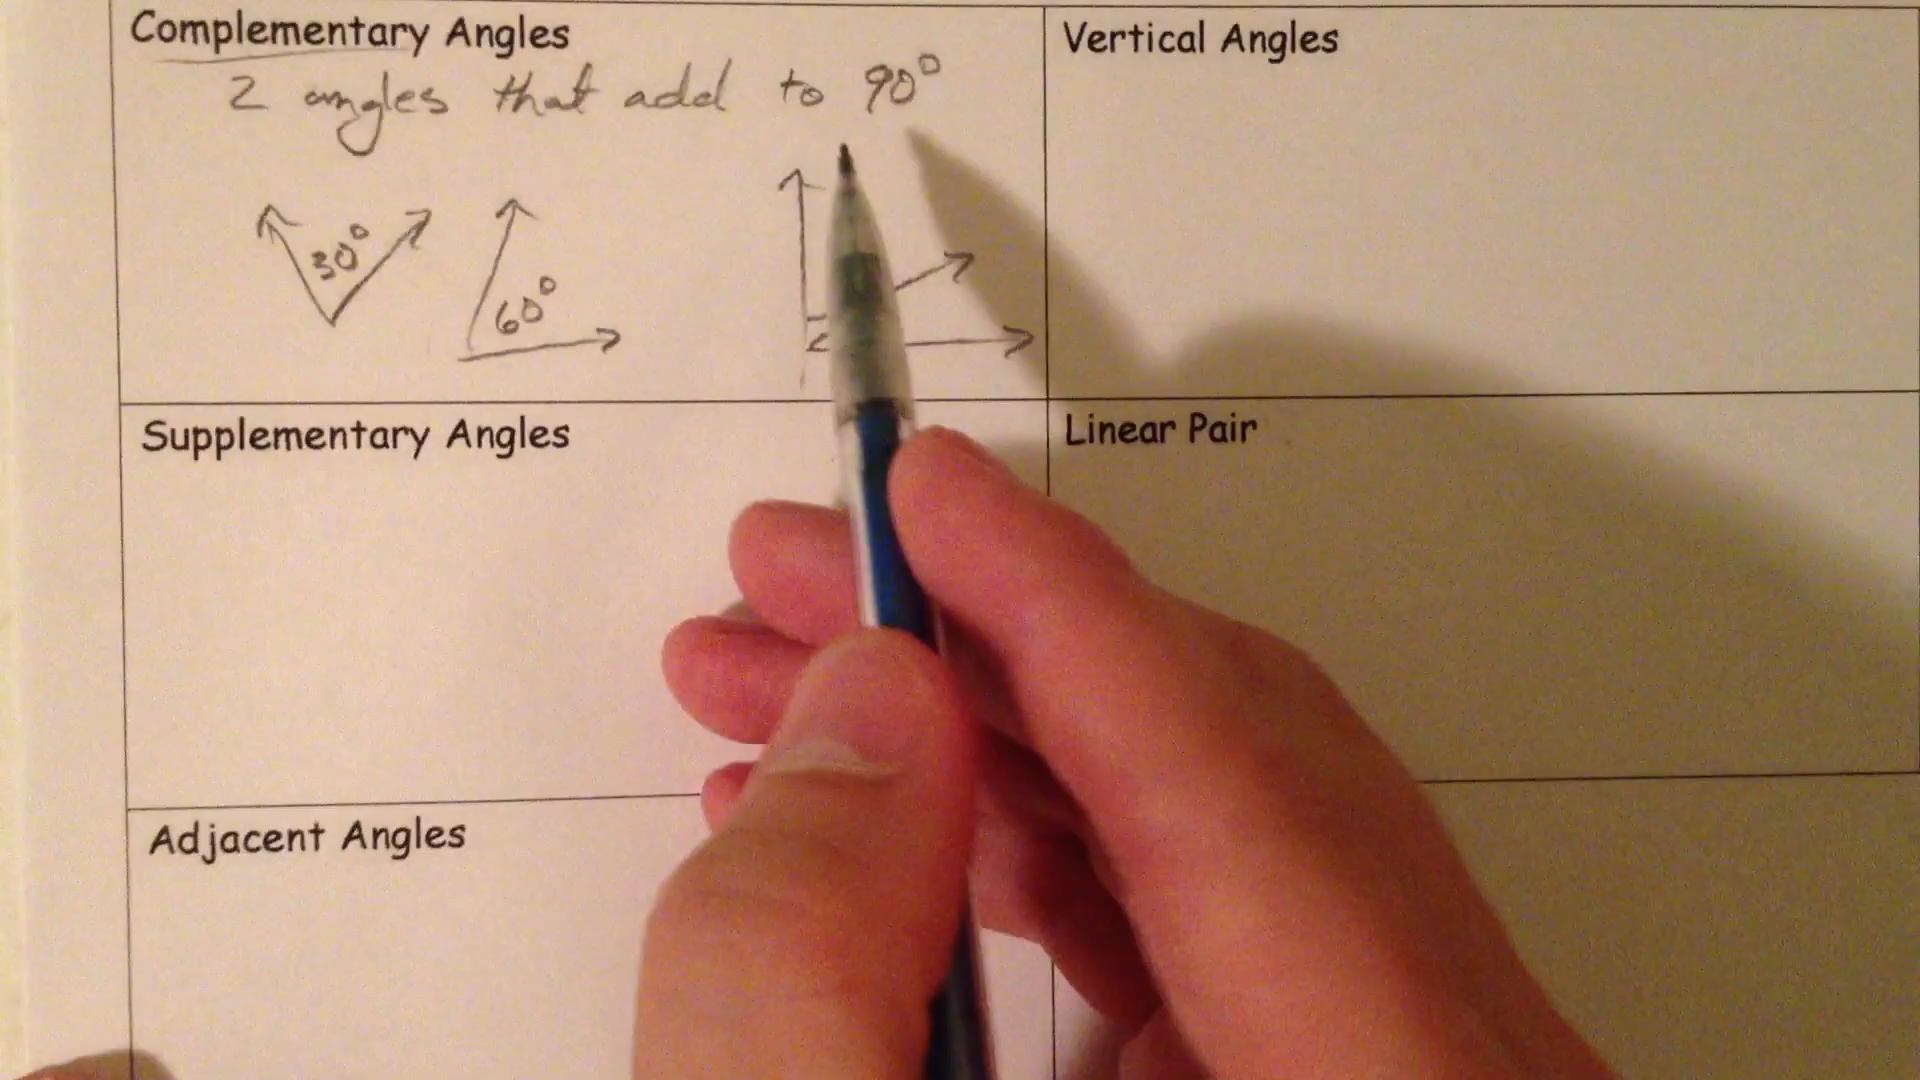 Complementary Angles
2 angles that add to 90°
30°
60°
Vertical Angles
Supplementary Angles
Linear Pair
Adjacent Angles